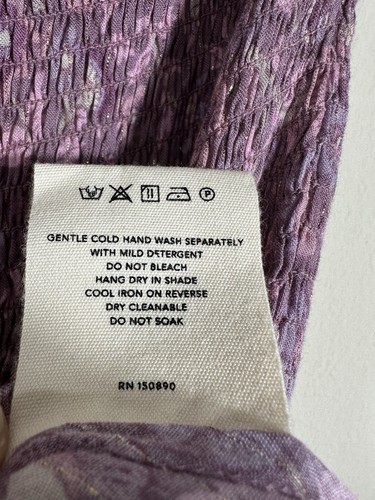 P
GENTLE COLD HAND WASH SEPARATELY
WITH MILD DETERGENT
DO NOT BLEACH
HANG DRY IN SHADE
COOL IRON ON REVERSE
DRY CLEANABLE
DO NOT SOAK
RN 150890